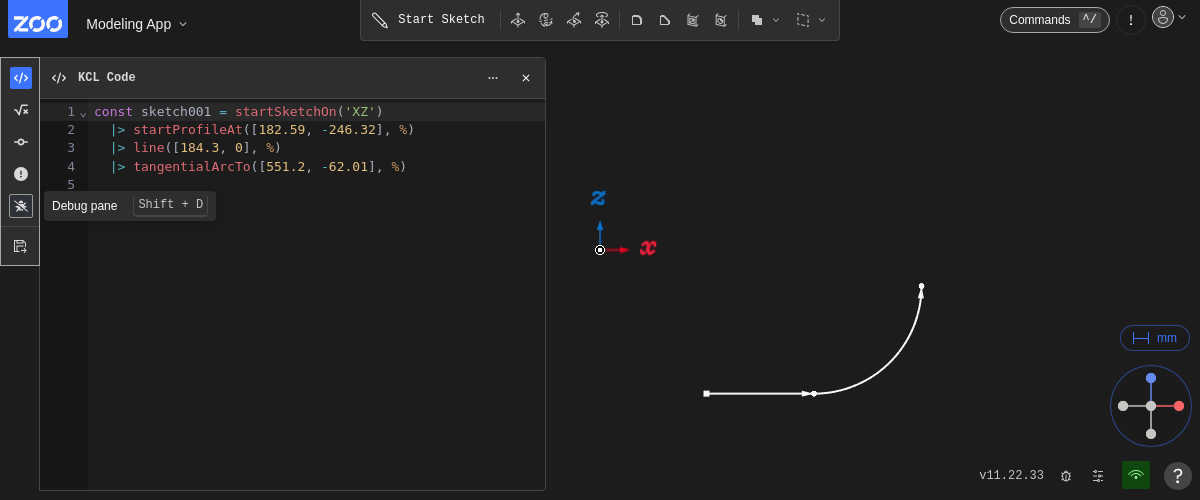 ZOO
Modeling App
Start Sketch
Commands ^/
!
KCL Code
1 const sketch001 = startSketchOn('XZ')
2 |> startProfileAt([182.59, -246.32], %)
3 |> line([184.3, 0], %)
4 |> tangentialArcTo([551.2, -62.01], %)
5
Debug pane Shift + D
z
x
mm
v11.22.33
?